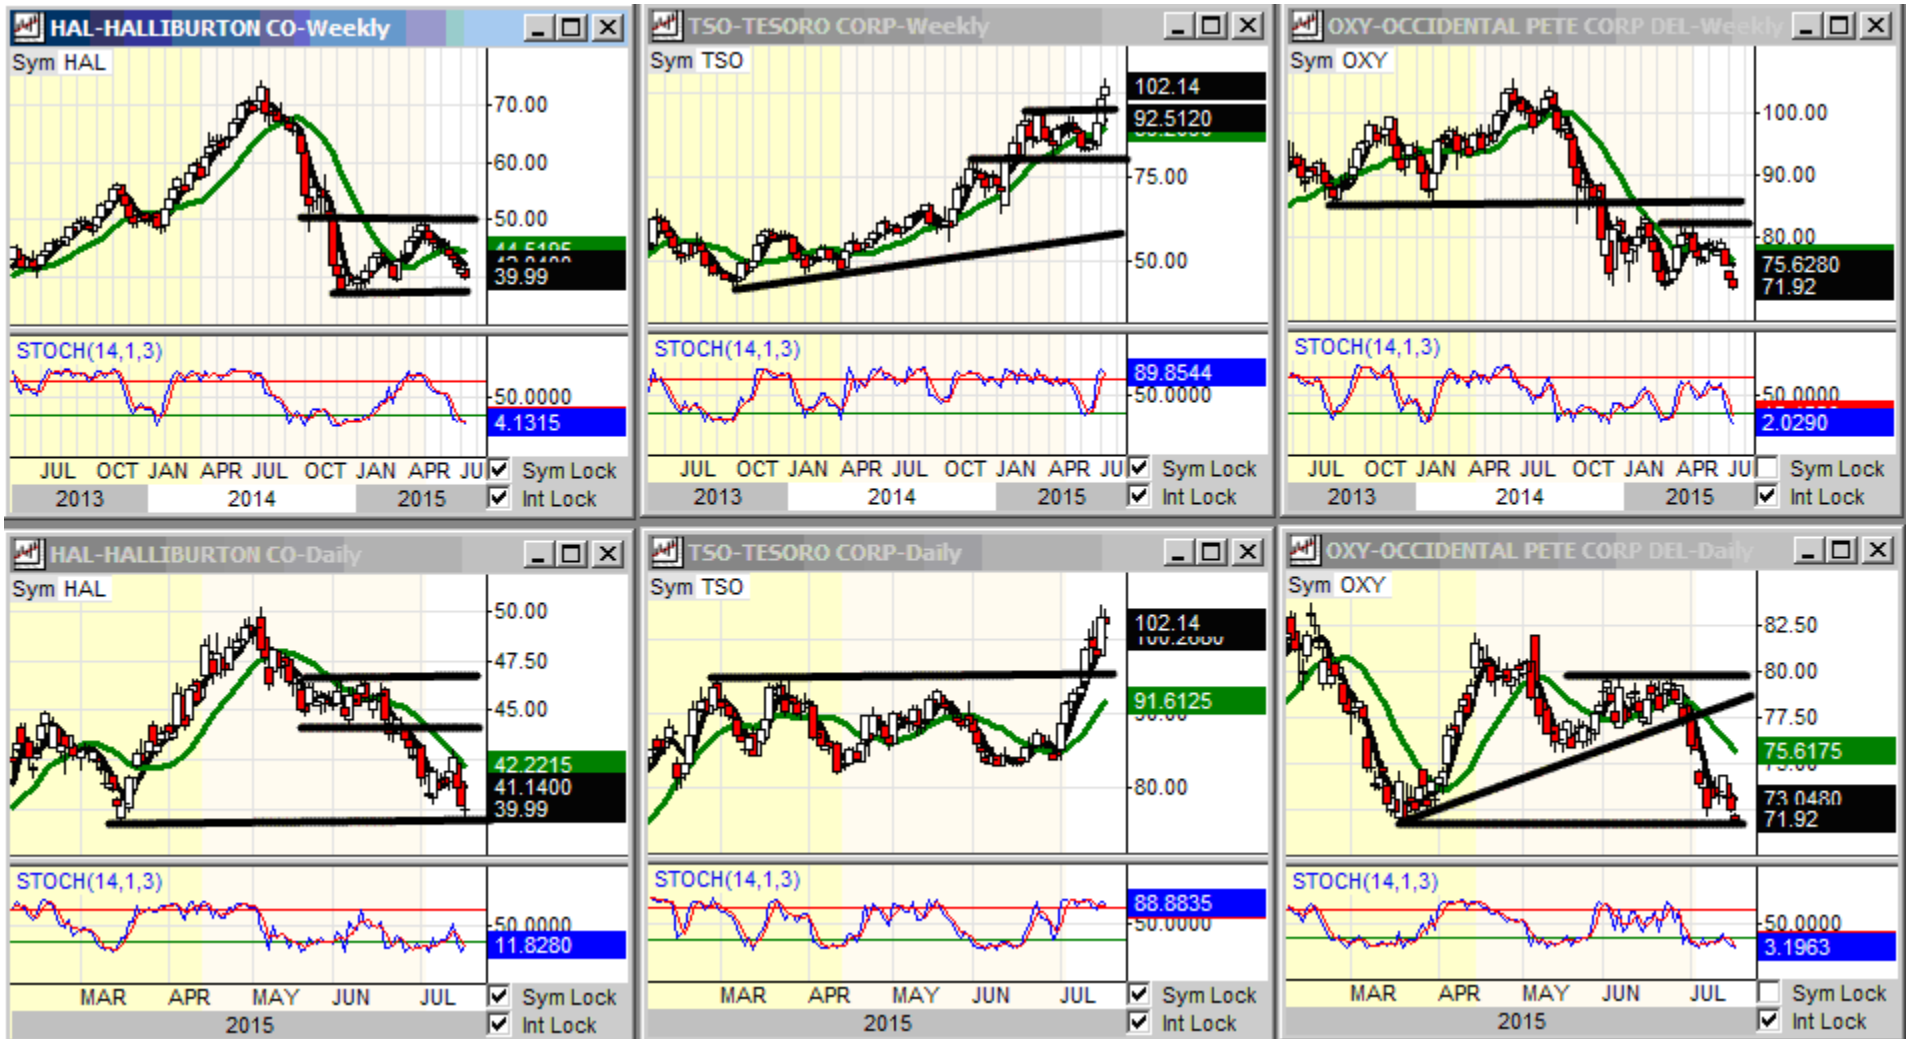 HAL-HALLIBURTON CO-Weekly
Sym HAL
70.00
60.00
50.00
39.99
STOCH(14,1,3)
50.0000
4.1315
JUL OCT JAN APR JUL OCT JAN APR JU
Sym Lock
2013 2014 2015
Int Lock
TSO-TESORO CORP-Weekly
Sym TSO
102.14
92.5120
75.00
50.00
STOCH(14,1,3)
89.8544
50.0000
JUL OCT JAN APR JUL OCT JAN APR JU
Sym Lock
2013 2014 2015
Int Lock
OXY-OCCIDENTAL PETE CORP DEL-Weekly
Sym OXY
100.00
90.00
80.00
75.6280
71.92
STOCH(14,1,3)
50.0000
2.0290
JUL OCT JAN APR JUL OCT JAN APR JU
Sym Lock
2013 2014 2015
Int Lock
HAL-HALLIBURTON CO-Daily
Sym HAL
50.00
47.50
45.00
42.2215
41.1400
39.99
STOCH(14,1,3)
50.0000
11.8280
MAR APR MAY JUN JUL
Sym Lock
2015
Int Lock
TSO-TESORO CORP-Daily
Sym TSO
102.14
91.6125
80.00
STOCH(14,1,3)
88.8835
50.0000
MAR APR MAY JUN JUL
Sym Lock
2015
Int Lock
OXY-OCCIDENTAL PETE CORP DEL-Daily
Sym OXY
82.50
80.00
77.50
75.6175
73.0480
71.92
STOCH(14,1,3)
50.0000
3.1963
MAR APR MAY JUN JUL
Sym Lock
2015
Int Lock